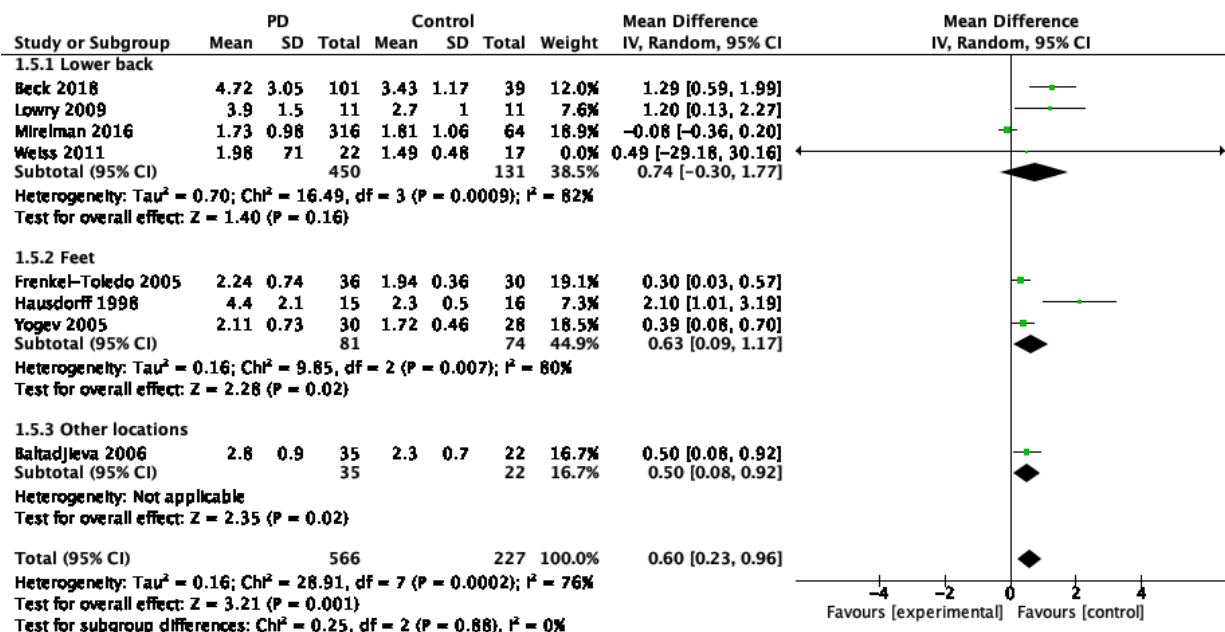 PD Control Mean Difference Mean Difference
Study or Subgroup Mean SD Total Mean SD Total Weight IV, Random, 95% CI IV, Random, 95% CI
1.5.1 Lower back
Beck 2018 4.72 3.05 101 3.43 1.17 39 12.0% 1.29 [0.59, 1.99]
Lowry 2009 3.9 1.5 11 2.7 1 11 7.6% 1.20 [0.13, 2.27]
Mirelman 2016 1.73 0.98 316 1.81 1.06 64 18.9% −0.08 [−0.36, 0.20]
Weiss 2011 1.98 71 22 1.49 0.48 17 0.0% 0.49 [−29.18, 30.16]
Subtotal (95% CI) 450 131 38.5% 0.74 [−0.30, 1.77]
Heterogeneity: Tau² = 0.70; Chi² = 16.49, df = 3 (P = 0.0009); I² = 82%
Test for overall effect: Z = 1.40 (P = 0.16)
1.5.2 Feet
Frenkel−Toledo 2005 2.24 0.74 36 1.94 0.36 30 19.1% 0.30 [0.03, 0.57]
Hausdorff 1998 4.4 2.1 15 2.3 0.5 16 7.3% 2.10 [1.01, 3.19]
Yogev 2005 2.11 0.73 30 1.72 0.46 28 18.5% 0.39 [0.08, 0.70]
Subtotal (95% CI) 81 74 44.9% 0.63 [0.09, 1.17]
Heterogeneity: Tau² = 0.16; Chi² = 9.85, df = 2 (P = 0.007); I² = 80%
Test for overall effect: Z = 2.28 (P = 0.02)
1.5.3 Other locations
Baltadjieva 2006 2.8 0.9 35 2.3 0.7 22 16.7% 0.50 [0.08, 0.92]
Subtotal (95% CI) 35 22 16.7% 0.50 [0.08, 0.92]
Heterogeneity: Not applicable
Test for overall effect: Z = 2.35 (P = 0.02)
Total (95% CI) 566 227 100.0% 0.60 [0.23, 0.96]
Heterogeneity: Tau² = 0.16; Chi² = 28.91, df = 7 (P = 0.0002); I² = 76%
Test for overall effect: Z = 3.21 (P = 0.001)
Test for subgroup differences: Chi² = 0.25, df = 2 (P = 0.88), I² = 0%
−4 −2 0 2 4
Favours [experimental] Favours [control]